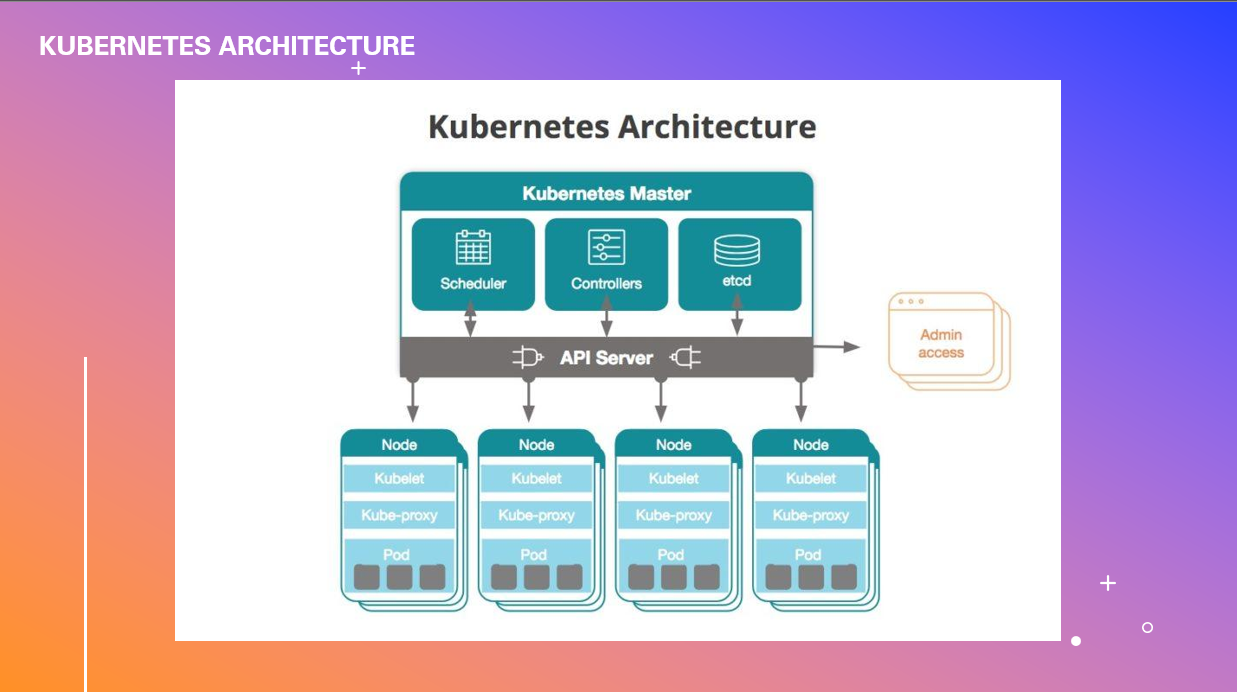 KUBERNETES ARCHITECTURE
Kubernetes Architecture
Kubernetes Master
Scheduler
Controllers
etcd
API Server
Admin
access
Node
Kubelet
Kube-proxy
Pod
Node
Kubelet
Kube-proxy
Pod
Node
Kubelet
Kube-proxy
Pod
Node
Kubelet
Kube-proxy
Pod